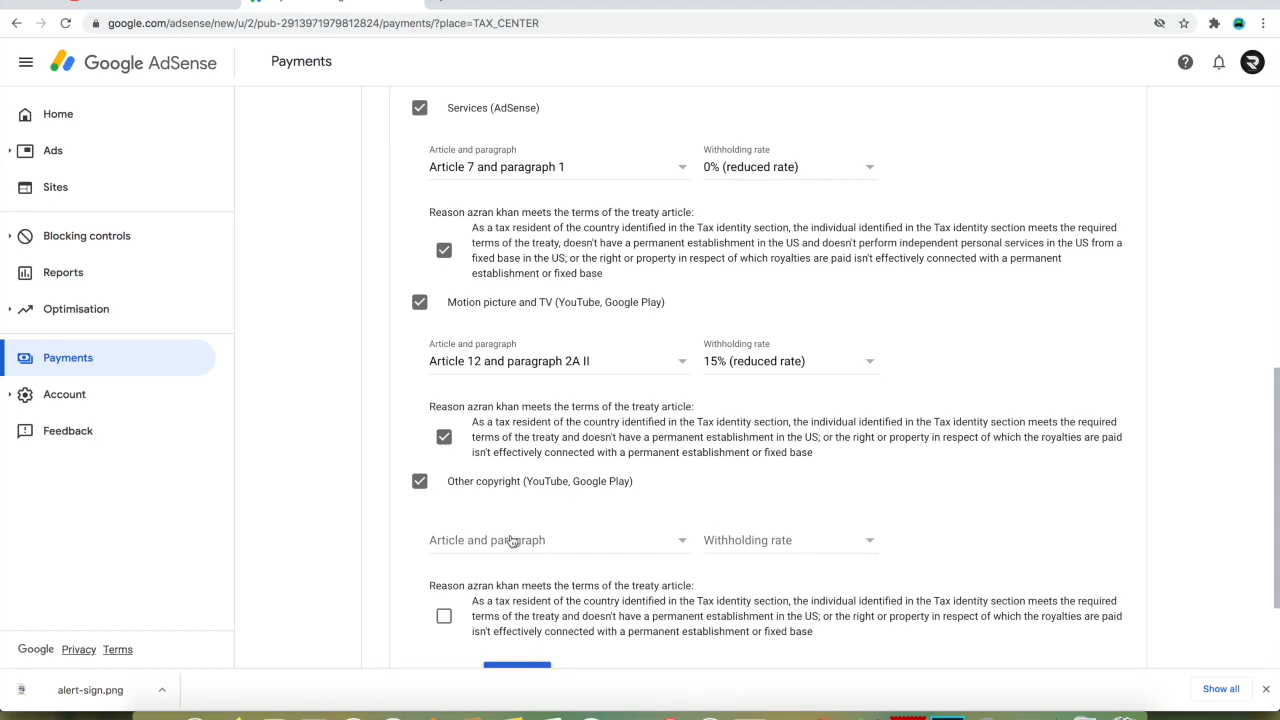 google.com/adsense/new/u/2/pub-2913971979812824/payments/?place=TAX_CENTER
Google AdSense
Payments
Home
Ads
Sites
Blocking controls
Reports
Optimisation
Payments
Account
Feedback
Google Privacy Terms
Services (AdSense)
Article and paragraph Withholding rate
Article 7 and paragraph 1 0% (reduced rate)
Reason azran khan meets the terms of the treaty article:
As a tax resident of the country identified in the Tax identity section, the individual identified in the Tax identity section meets the required
terms of the treaty, doesn't have a permanent establishment in the US and doesn't perform independent personal services in the US from a
fixed base in the US; or the right or property in respect of which royalties are paid isn't effectively connected with a permanent
establishment or fixed base
Motion picture and TV (YouTube, Google Play)
Article and paragraph Withholding rate
Article 12 and paragraph 2A II 15% (reduced rate)
Reason azran khan meets the terms of the treaty article:
As a tax resident of the country identified in the Tax identity section, the individual identified in the Tax identity section meets the required
terms of the treaty and doesn't have a permanent establishment in the US; or the right or property in respect of which the royalties are paid
isn't effectively connected with a permanent establishment or fixed base
Other copyright (YouTube, Google Play)
Article and paragraph Withholding rate
Reason azran khan meets the terms of the treaty article:
As a tax resident of the country identified in the Tax identity section, the individual identified in the Tax identity section meets the required
terms of the treaty and doesn't have a permanent establishment in the US; or the right or property in respect of which the royalties are paid
isn't effectively connected with a permanent establishment or fixed base
alert-sign.png Show all